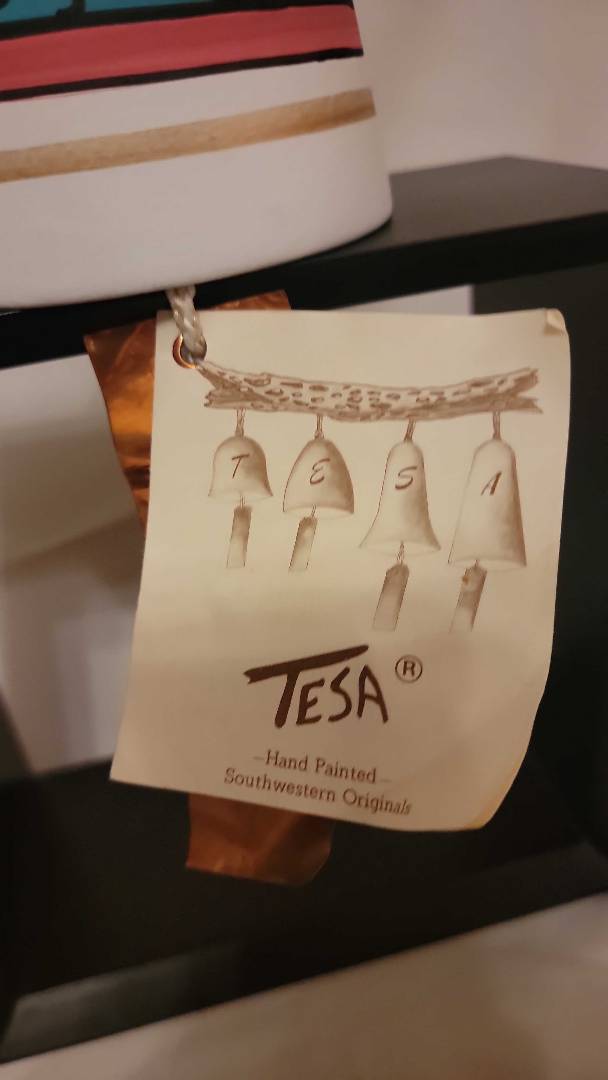 T E S A
TESA ®
-Hand Painted-
Southwestern Originals